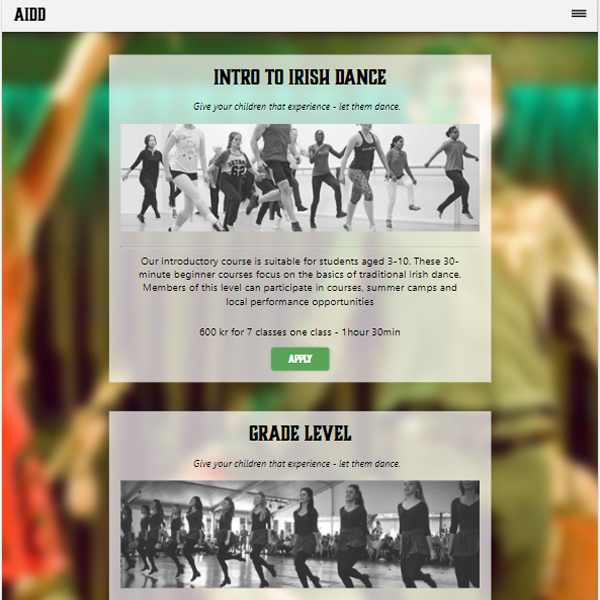 AIDD
INTRO TO IRISH DANCE
Give your children that experience - let them dance.
Our introductory course is suitable for students aged 3-10. These 30-
minute beginner courses focus on the basics of traditional Irish dance.
Members of this level can participate in courses, summer camps and
local performance opportunities
600 kr for 7 classes one class - 1hour 30min
APPLY
GRADE LEVEL
Give your children that experience - let them dance.